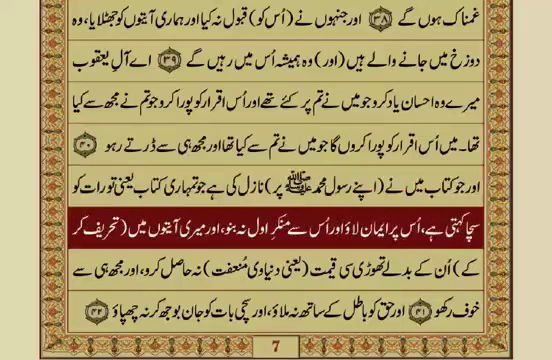 غمناک ہوں گے ﴿۳۸﴾ اور جنہوں نے (اُس کو) قبول نہ کیا اور ہماری آیتوں کو جھٹلایا، وہ
دوزخ میں جانے والے ہیں (اور) وہ ہمیشہ اُس میں رہیں گے ﴿۳۹﴾ اے آلِ یعقوب
میرے وہ احسان یاد کرو جو میں نے تم پر کئے تھے اور اُس اقرار کو پورا کرو جو تم نے مجھ سے کیا
تھا۔ میں اُس اقرار کو پورا کروں گا جو میں نے تم سے کیا تھا اور مجھ ہی سے ڈرتے رہو ﴿۴۰﴾
اور جو کتاب میں نے (اپنے رسول محمدﷺ پر) نازل کی ہے جو تمہاری کتاب یعنی تورات کو
سچا کہتی ہے، اُس پر ایمان لاؤ اور اُس سے منکرِ اول نہ بنو، اور میری آیتوں میں (تحریف کر
کے) اُن کے بدلے تھوڑی سی قیمت (یعنی دنیاوی منعفت) نہ حاصل کرو، اور مجھ ہی سے
خوف رکھو ﴿۴۱﴾ اور حق کو باطل کے ساتھ نہ ملاؤ، اور سچی بات کو جان بوجھ کر نہ چھپاؤ ﴿۴۲﴾
7